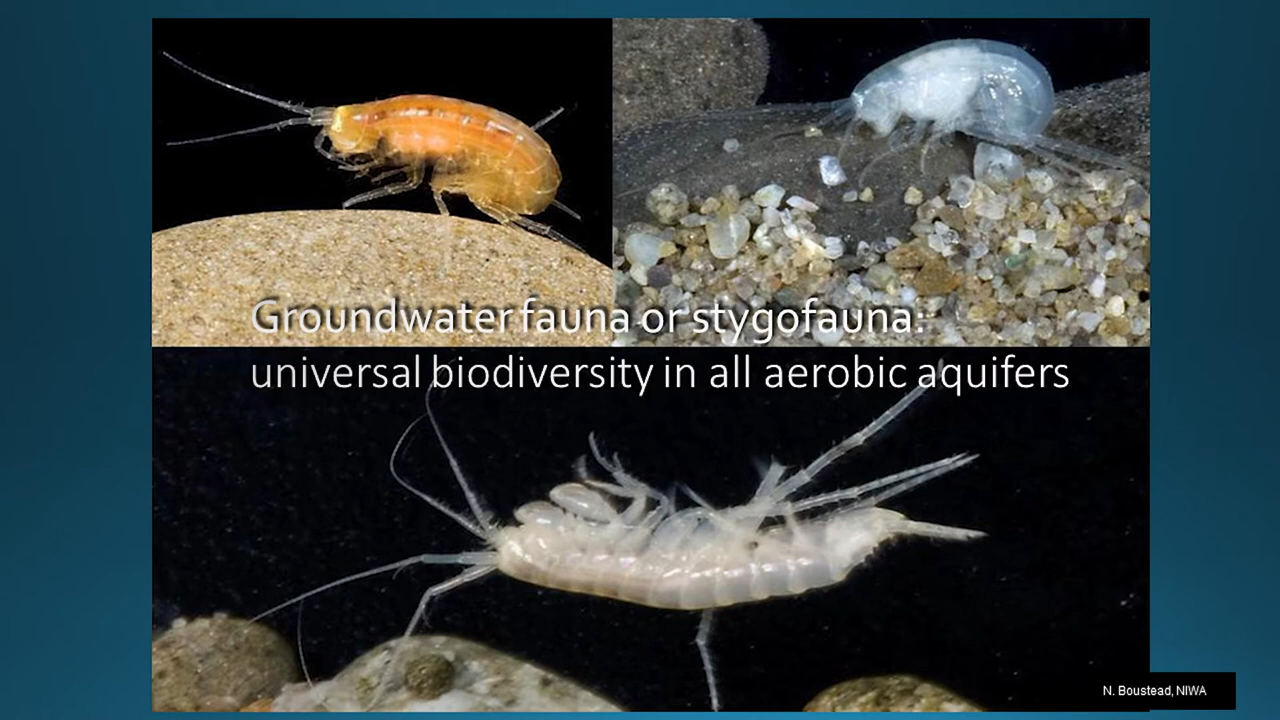 Groundwater fauna or stygofauna:
universal biodiversity in all aerobic aquifers
N. Boustead, NIWA